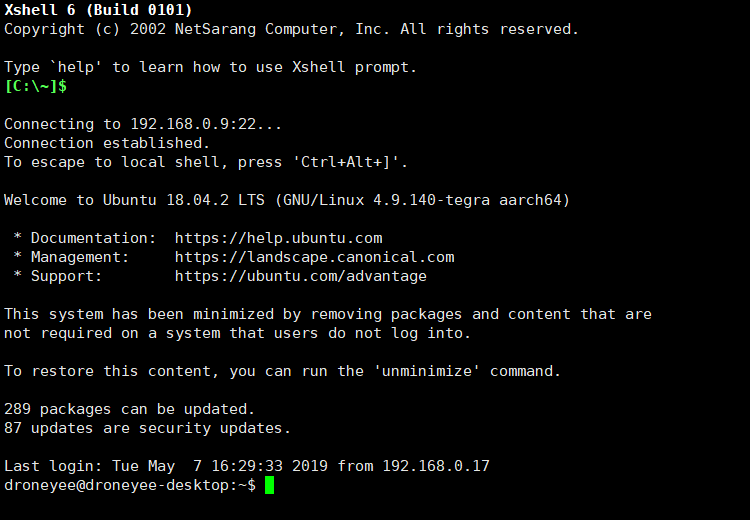 Xshell 6 (Build 0101)
Copyright (c) 2002 NetSarang Computer, Inc. All rights reserved.
Type `help' to learn how to use Xshell prompt.
[C:\~]$
Connecting to 192.168.0.9:22...
Connection established.
To escape to local shell, press 'Ctrl+Alt+]'.
Welcome to Ubuntu 18.04.2 LTS (GNU/Linux 4.9.140-tegra aarch64)
 * Documentation:  https://help.ubuntu.com
 * Management:     https://landscape.canonical.com
 * Support:        https://ubuntu.com/advantage
This system has been minimized by removing packages and content that are
not required on a system that users do not log into.
To restore this content, you can run the 'unminimize' command.
289 packages can be updated.
87 updates are security updates.
Last login: Tue May  7 16:29:33 2019 from 192.168.0.17
droneyee@droneyee-desktop:~$